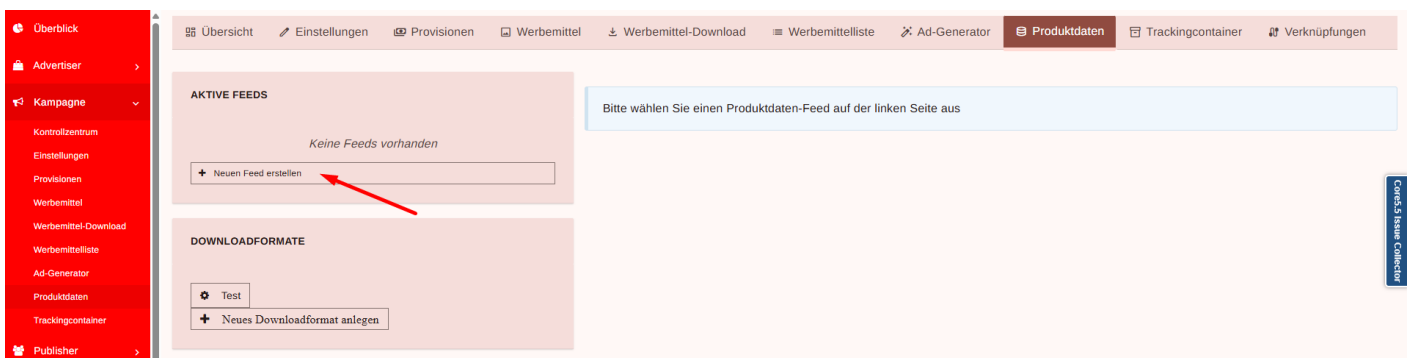 Überblick
Advertiser
Kampagne
Kontrollzentrum
Einstellungen
Provisionen
Werbemittel
Werbemittel-Download
Werbemittelliste
Ad-Generator
Produktdaten
Trackingcontainer
Publisher
Übersicht Einstellungen Provisionen Werbemittel Werbemittel-Download Werbemittelliste Ad-Generator Produktdaten Trackingcontainer Verknüpfungen
AKTIVE FEEDS
Keine Feeds vorhanden
Neuen Feed erstellen
DOWNLOADFORMATE
Test
Neues Downloadformat anlegen
Bitte wählen Sie einen Produktdaten-Feed auf der linken Seite aus
Core5.5 Issue Collector